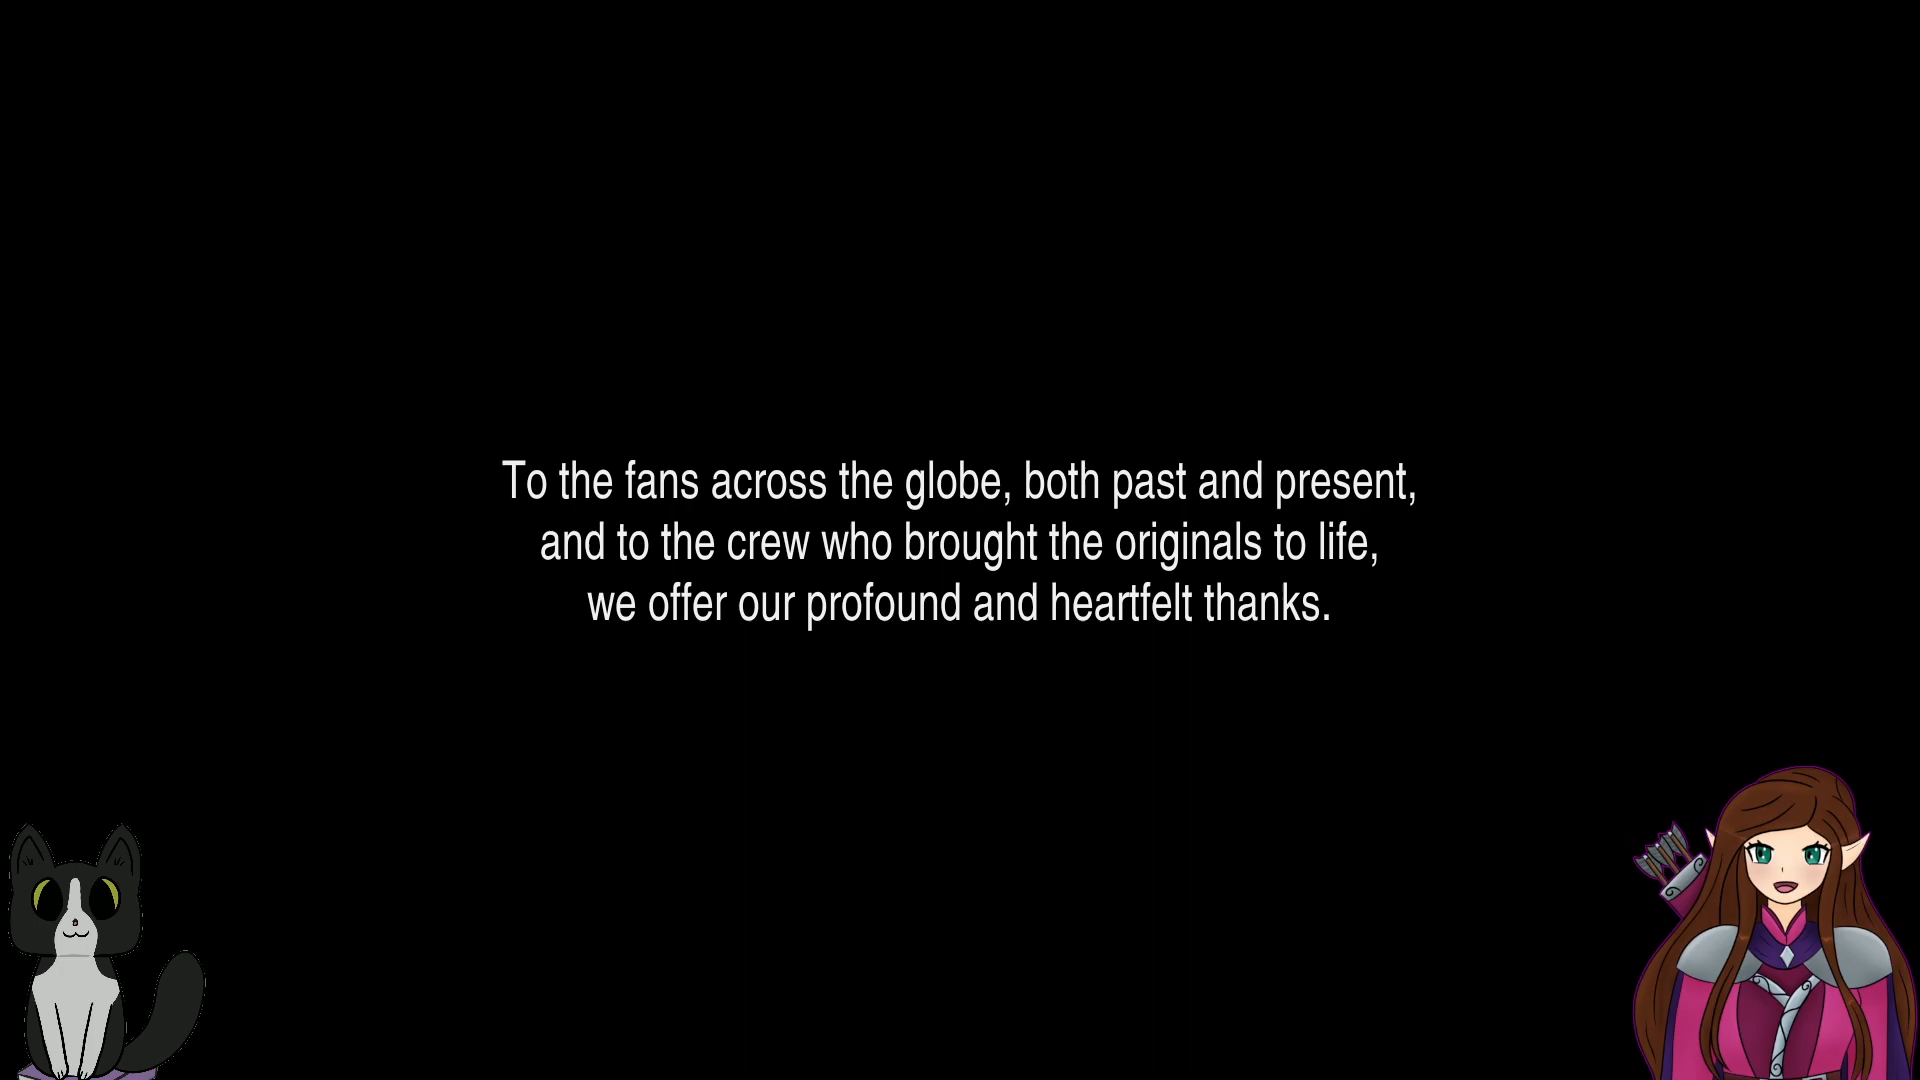 To the fans across the globe, both past and present,
and to the crew who brought the originals to life,
we offer our profound and heartfelt thanks.